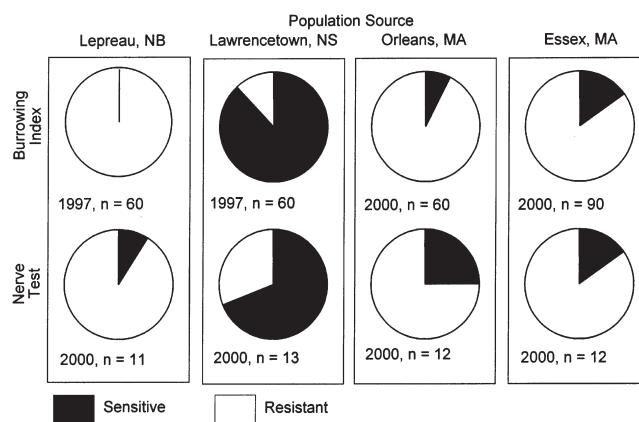 Population Source
Lepreau, NB Lawrencetown, NS Orleans, MA Essex, MA
Burrowing
Index
1997, n = 60 1997, n = 60 2000, n = 60 2000, n = 90
Nerve
Test
2000, n = 11 2000, n = 13 2000, n = 12 2000, n = 12
Sensitive Resistant